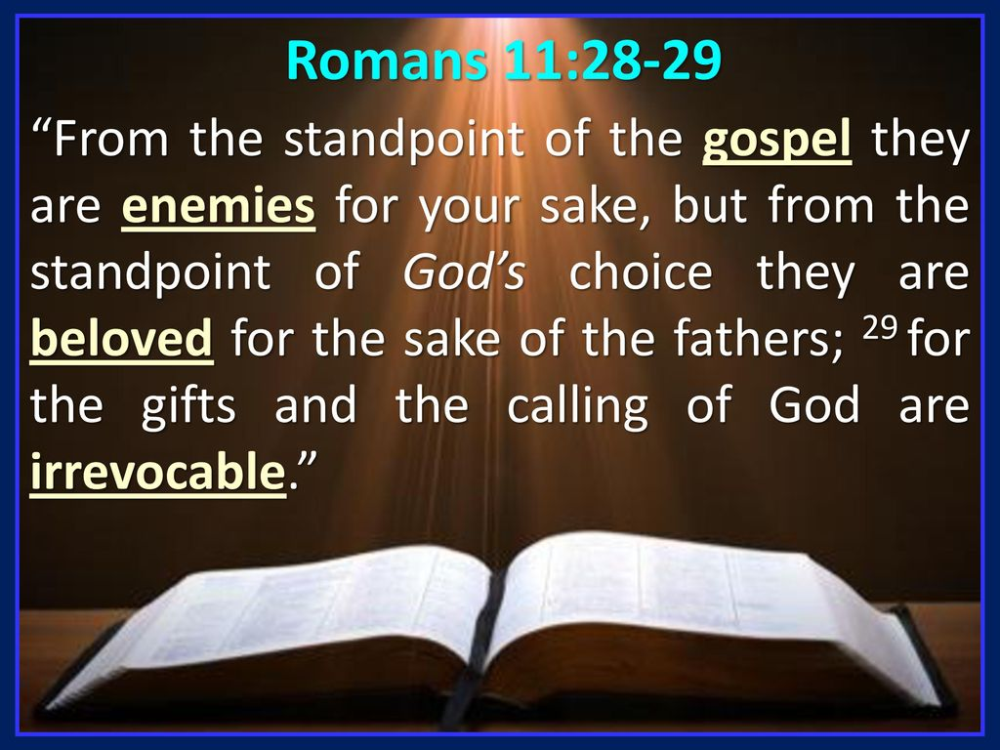 Romans 11:28-29
“From the standpoint of the gospel they
are enemies for your sake, but from the
standpoint of God’s choice they are
beloved for the sake of the fathers; 29 for
the gifts and the calling of God are
irrevocable.”